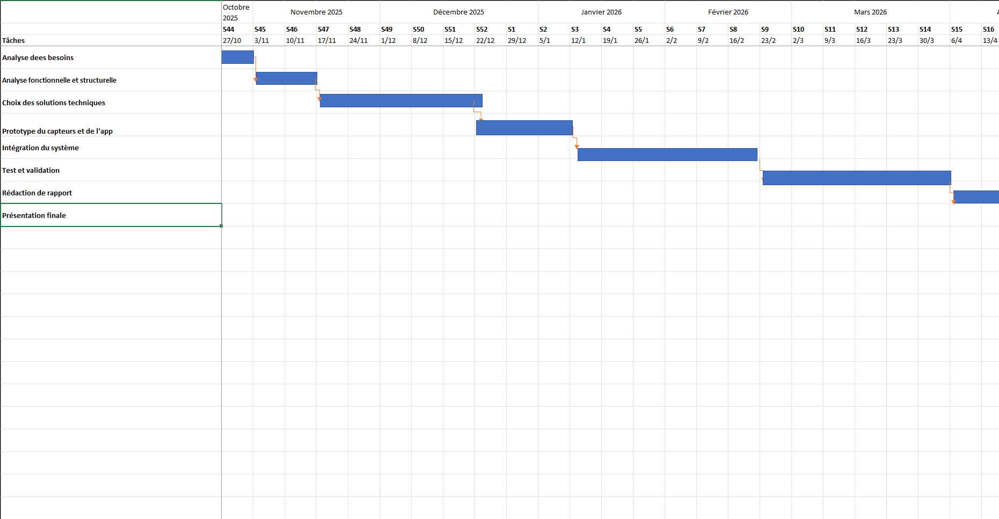 Octobre
2025
Novembre 2025 Décembre 2025 Janvier 2026 Février 2026 Mars 2026 A
S44 S45 S46 S47 S48 S49 S50 S51 S52 S1 S2 S3 S4 S5 S6 S7 S8 S9 S10 S11 S12 S13 S14 S15 S16
Tâches 27/10 3/11 10/11 17/11 24/11 1/12 8/12 15/12 22/12 29/12 5/1 12/1 19/1 26/1 2/2 9/2 16/2 23/2 2/3 9/3 16/3 23/3 30/3 6/4 13/4
Analyse dees besoins
Analyse fonctionnelle et structurelle
Choix des solutions techniques
Prototype du capteurs et de l'app
Intégration du système
Test et validation
Rédaction de rapport
Présentation finale